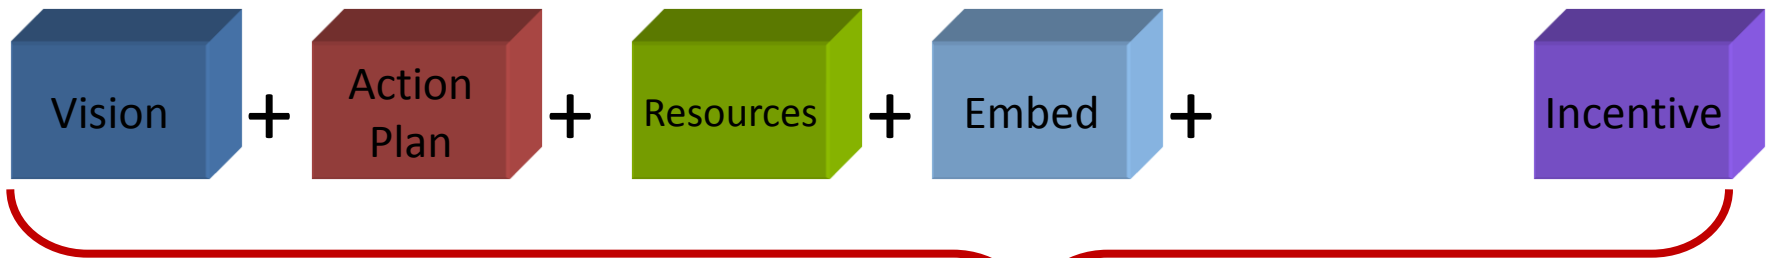 Vision + Action Plan + Resources + Embed + Incentive